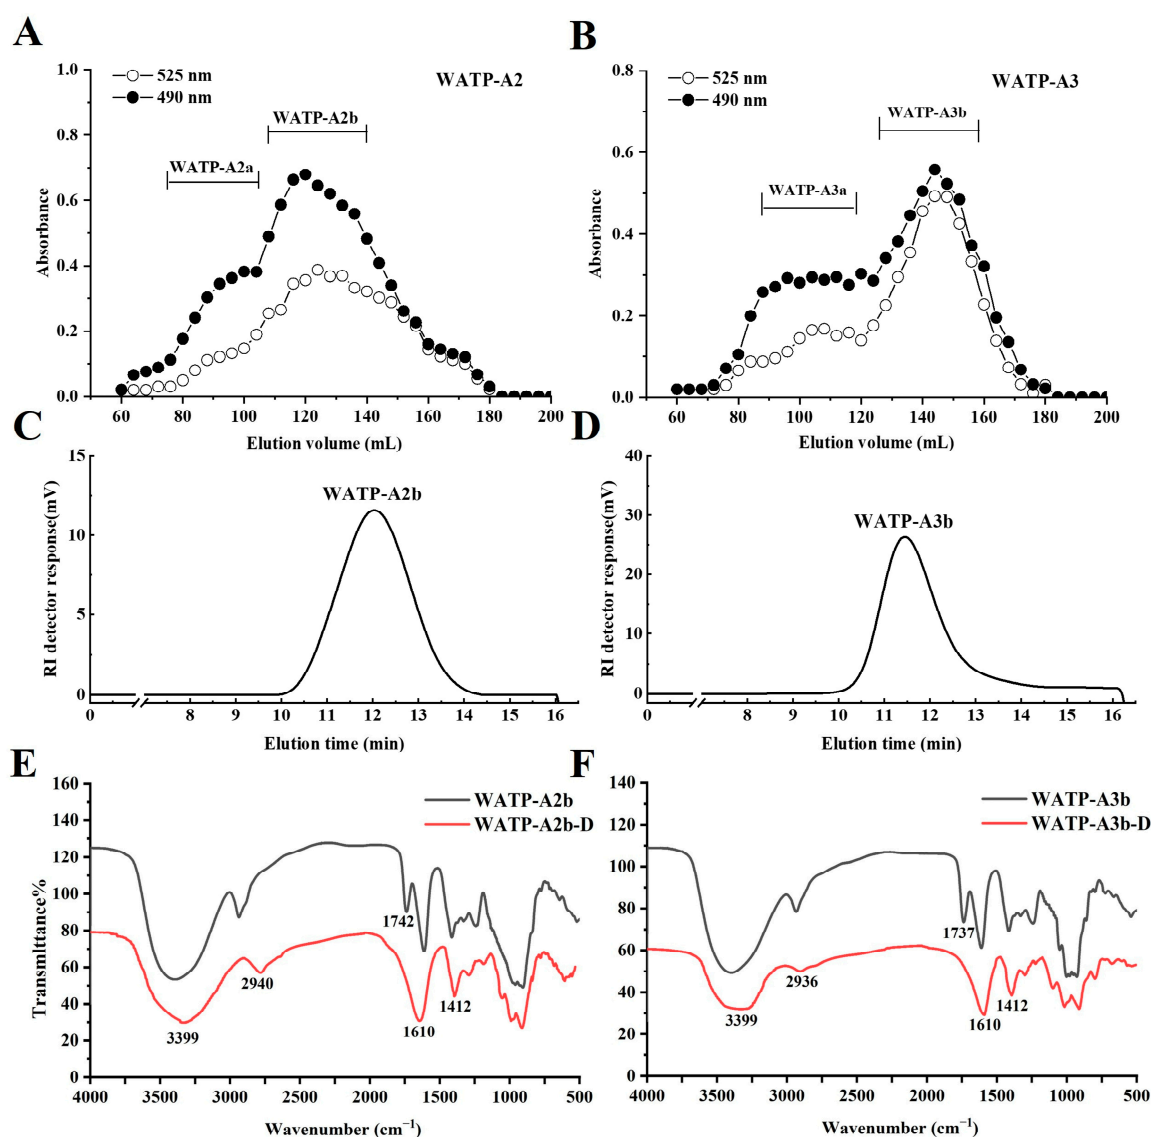 A
B
WATP-A2
525 nm
490 nm
WATP-A2b
WATP-A2a
1.0
0.8
0.6
0.4
0.2
0.0
Absorbance
60 80 100 120 140 160 180 200
Elution volume (mL)
WATP-A3
525 nm
490 nm
WATP-A3b
WATP-A3a
0.8
0.6
0.4
0.2
0.0
Absorbance
60 80 100 120 140 160 180 200
Elution volume (mL)
C
D
WATP-A2b
15
10
5
0
RI detector response(mV)
0 8 9 10 11 12 13 14 15 16
Elution time (min)
WATP-A3b
40
30
20
10
0
RI detector response(mV)
0 8 9 10 11 12 13 14 15 16
Elution time (min)
E
F
WATP-A2b
WATP-A2b-D
160
140
120
100
80
60
40
20
0
Transmlttance%
1742
2940
1412
3399
1610
4000 3500 3000 2500 2000 1500 1000 500
Wavenumber (cm⁻¹)
WATP-A3b
WATP-A3b-D
140
120
100
80
60
40
20
0
1737
2936
1412
3399
1610
4000 3500 3000 2500 2000 1500 1000 500
Wavenumber (cm⁻¹)